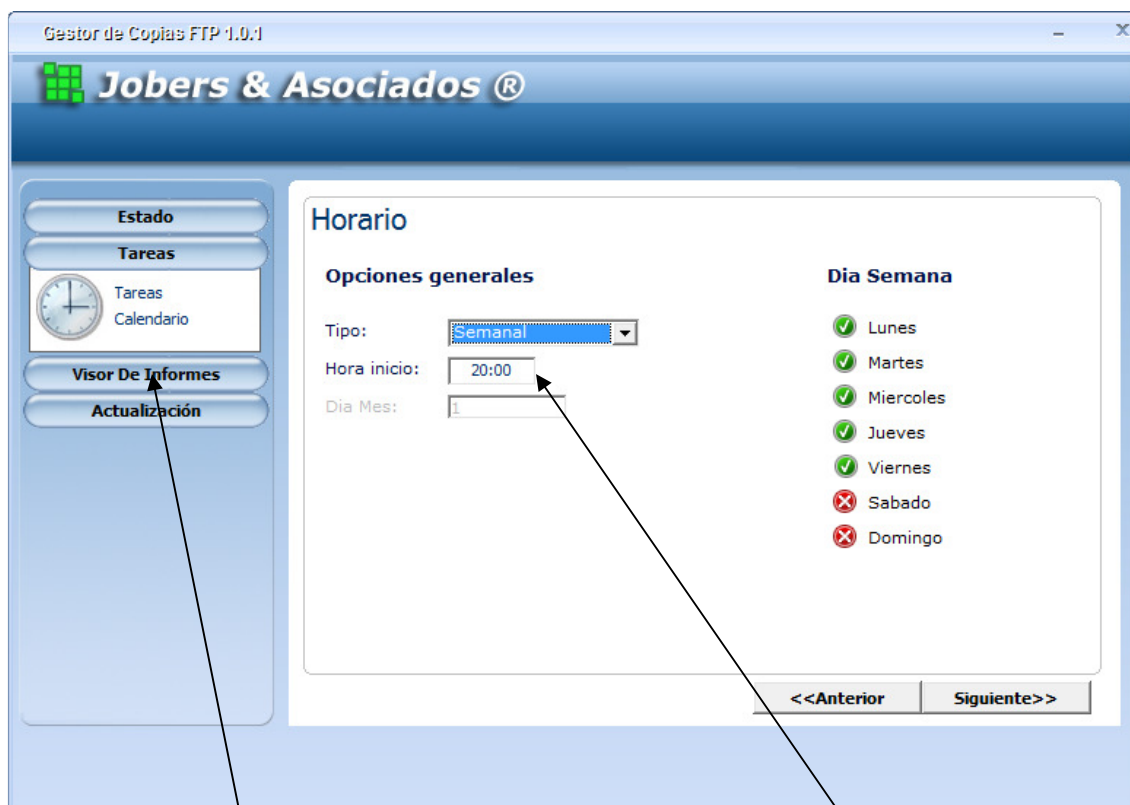 Gestor de Copias FTP 1.0.1
Jobers & Asociados ®
Estado
Tareas
Tareas
Calendario
Visor De Informes
Actualización
Horario
Opciones generales
Tipo: Semanal
Hora inicio: 20:00
Dia Mes: 1
Dia Semana
Lunes
Martes
Miercoles
Jueves
Viernes
Sabado
Domingo
<<Anterior Siguiente>>